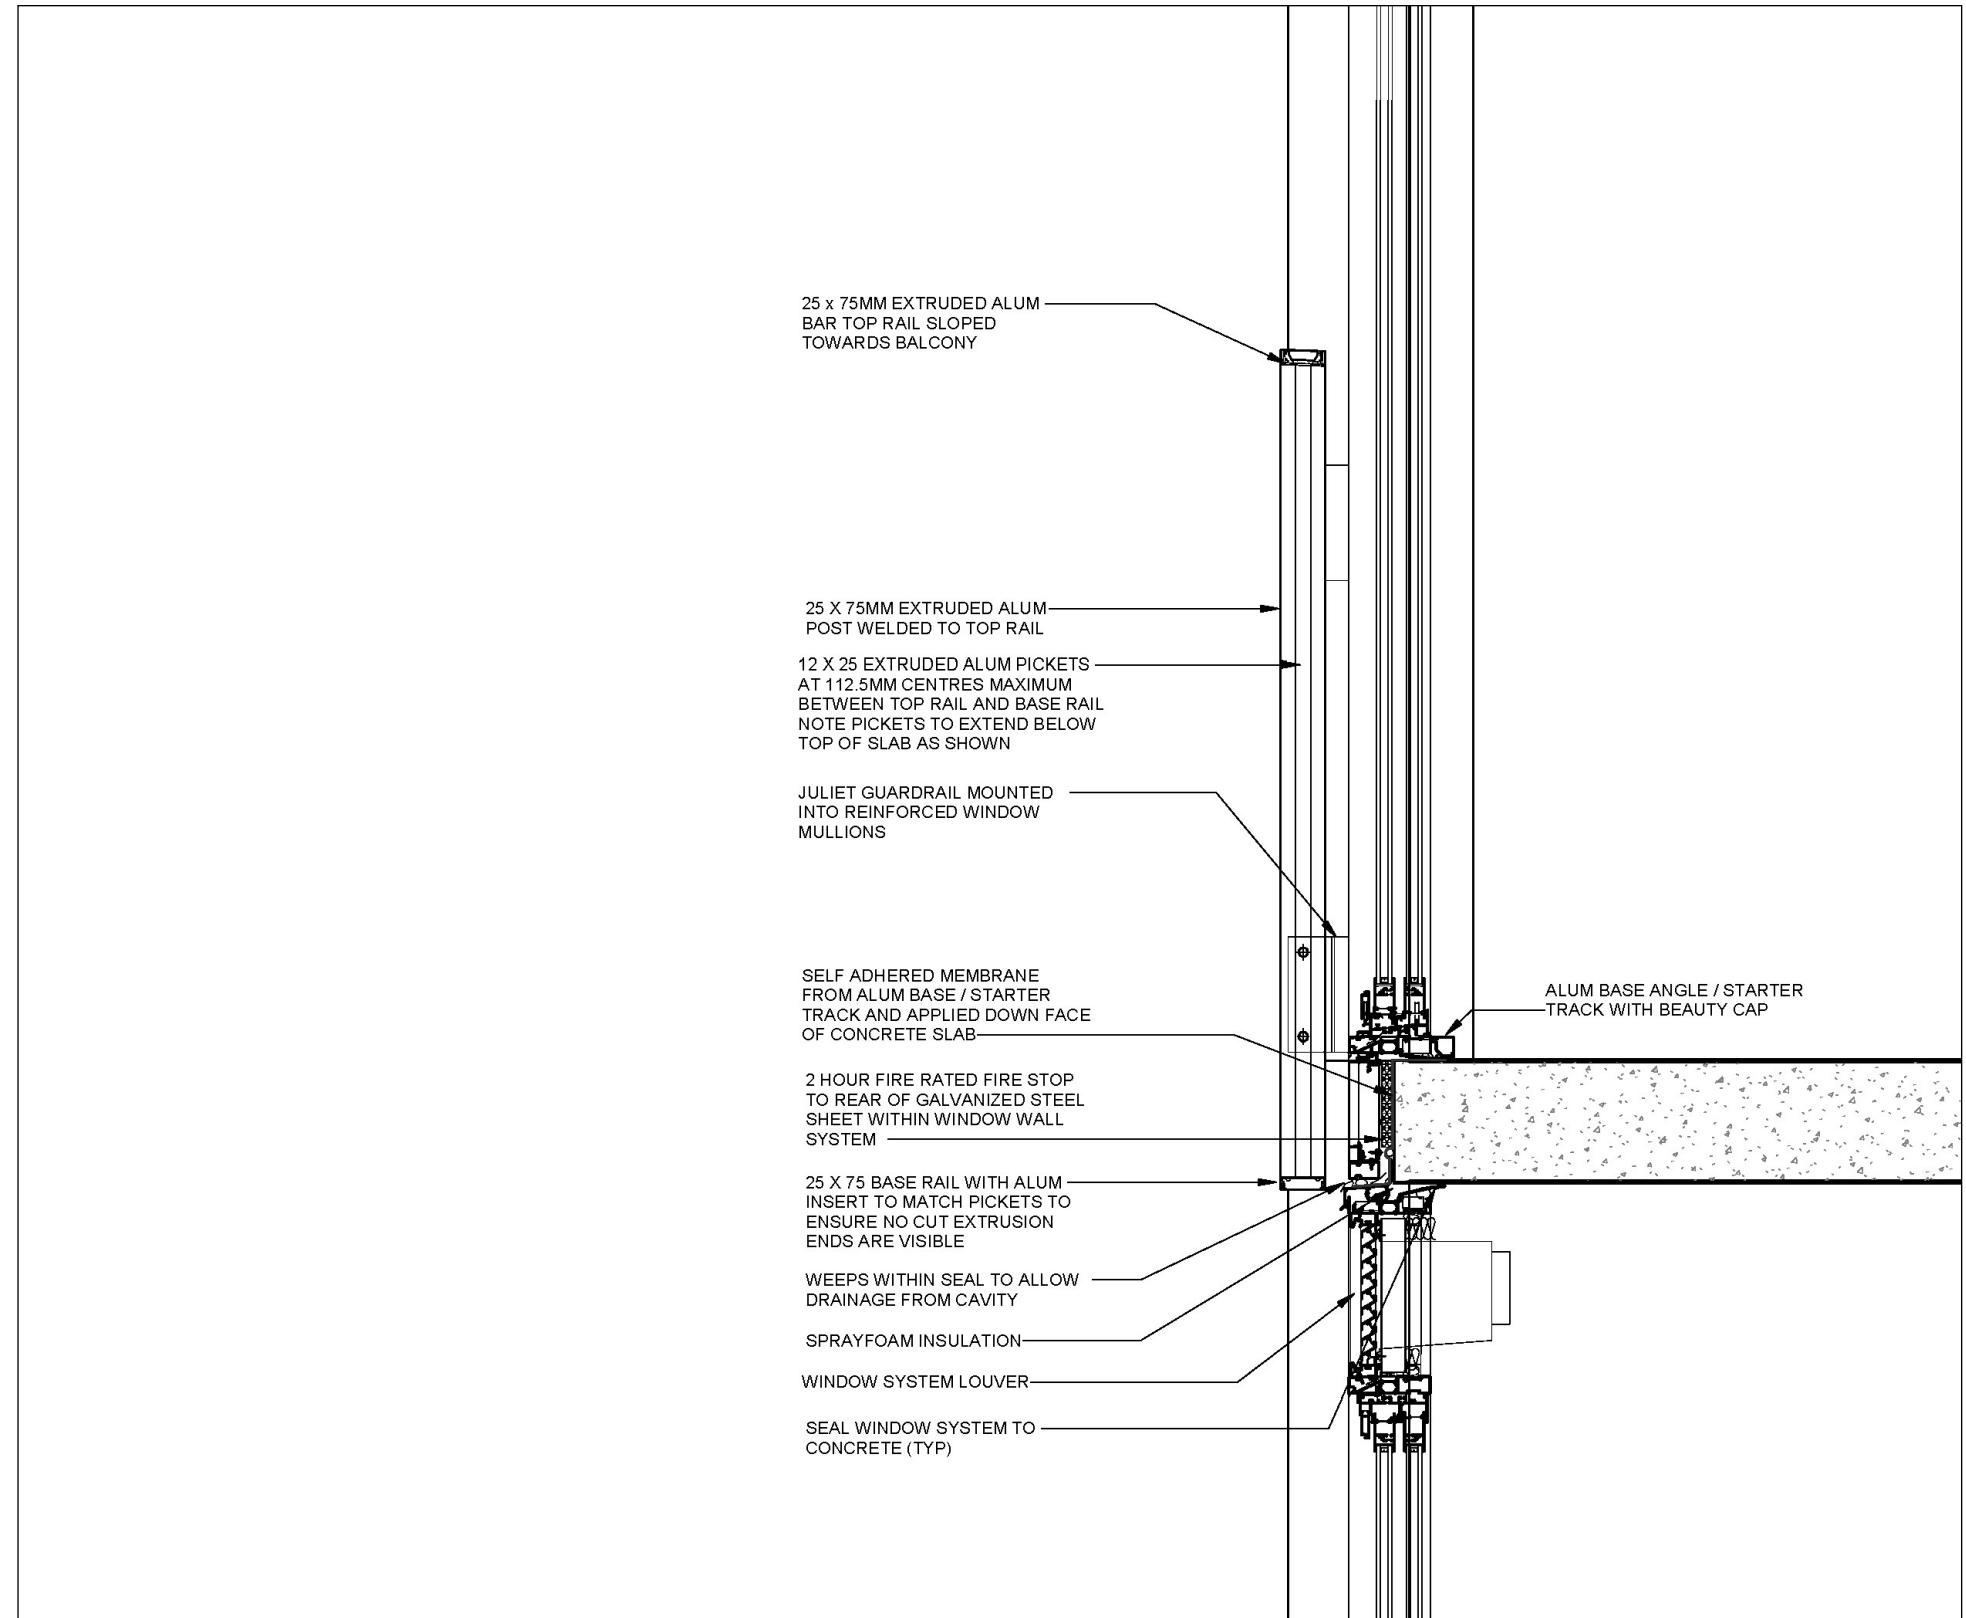 25 x 75MM EXTRUDED ALUM
BAR TOP RAIL SLOPED
TOWARDS BALCONY
25 X 75MM EXTRUDED ALUM
POST WELDED TO TOP RAIL
12 X 25 EXTRUDED ALUM PICKETS
AT 112.5MM CENTRES MAXIMUM
BETWEEN TOP RAIL AND BASE RAIL
NOTE PICKETS TO EXTEND BELOW
TOP OF SLAB AS SHOWN
JULIET GUARDRAIL MOUNTED
INTO REINFORCED WINDOW
MULLIONS
SELF ADHERED MEMBRANE
FROM ALUM BASE / STARTER
TRACK AND APPLIED DOWN FACE
OF CONCRETE SLAB
ALUM BASE ANGLE / STARTER
TRACK WITH BEAUTY CAP
2 HOUR FIRE RATED FIRE STOP
TO REAR OF GALVANIZED STEEL
SHEET WITHIN WINDOW WALL
SYSTEM
25 X 75 BASE RAIL WITH ALUM
INSERT TO MATCH PICKETS TO
ENSURE NO CUT EXTRUSION
ENDS ARE VISIBLE
WEEPS WITHIN SEAL TO ALLOW
DRAINAGE FROM CAVITY
SPRAYFOAM INSULATION
WINDOW SYSTEM LOUVER
SEAL WINDOW SYSTEM TO
CONCRETE (TYP)